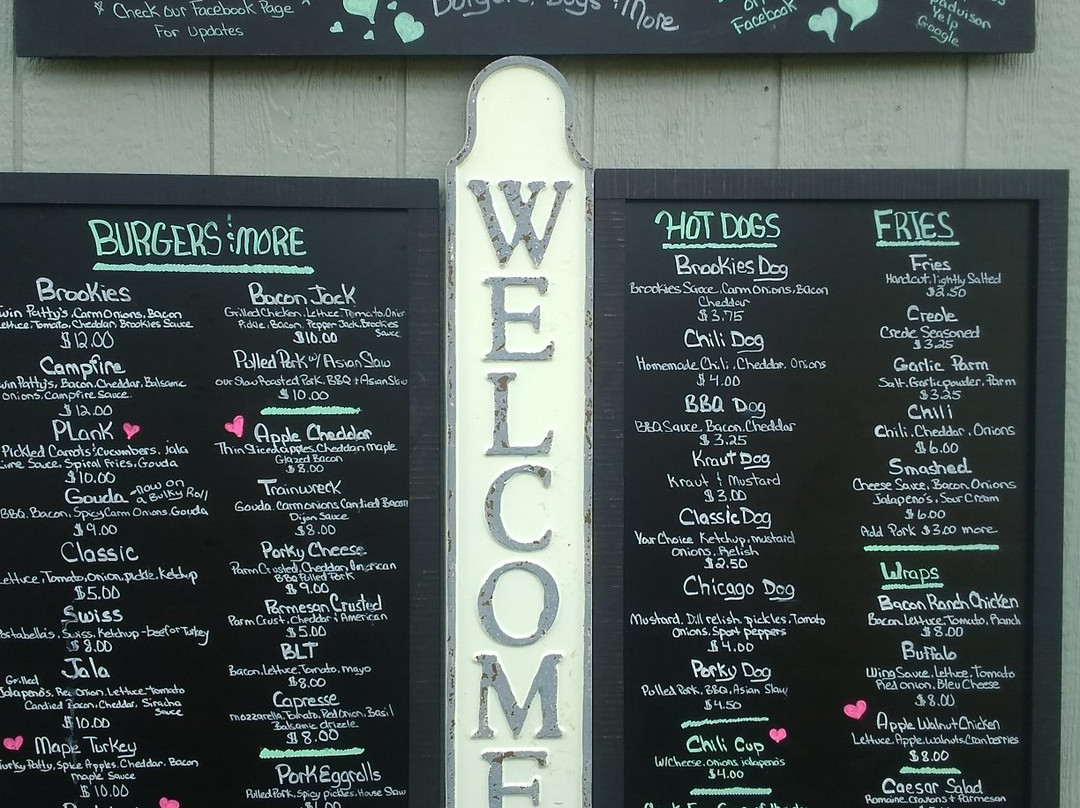 * Check our Facebook Page *
For Updates
Burgers, Dogs & More
on
Facebook
Yelp
Google
WELCOME
BURGERS & MORE
Brookies
win Patty's, Carm Onions, Bacon
ettuce, Tomato, Cheddar, Brookies Sauce
$12.00
Campfire
win Patty's, Bacon, Cheddar, Balsamic
Onions, Campfire Sauce
$12.00
Plank
Pickled Carrots & Cucumbers, jala
ime Sauce, Spiral Fries, Gouda
$10.00
Gouda - now on
a Bulky Roll
BBQ, Bacon, Spicy Carm Onions, Gouda
$9.00
Classic
ettuce, Tomato, Onion, pickle, Ketchup
$5.00
Swiss
Portabella's, Swiss, Ketchup - beef or Turkey
$8.00
Jala
Grilled
Jalapeño's, Red Onion, Lettuce, tomato
Candied Bacon, Cheddar, Siracha
Sauce
$10.00
Maple Turkey
urky Patty, Spice Apples, Cheddar, Bacon
Maple Sauce
$10.00
Bacon Jack
Grilled Chicken, Lettuce, Tomato, Onion
Pickle, Bacon, Pepper Jack, Brookies
Sauce
$10.00
Pulled Pork w/ Asian Slaw
our Slow Roasted Pork, BBQ + Asian Slaw
$10.00
Apple Cheddar
Thin Sliced apples, Cheddar, Maple
Glazed Bacon
$8.00
Trainwreck
Gouda, Carm onions, Candied Bacon
Dijon Sauce
$8.00
Porky Cheese
Parm Crusted, Cheddar, American
BBQ Pulled Pork
$9.00
Parmesan Crusted
Parm Crust, Cheddar & American
$5.00
BLT
Bacon, Lettuce, Tomato, mayo
$8.00
Capresse
mozzarella, Tomato, Red Onion, Basil
Balsamic drizzle
$8.00
Pork Eggrolls
Pulled Pork, Spicy pickles, House Slaw
HOT DOGS
Brookies Dog
Brookies Sauce, Carm Onions, Bacon
Cheddar
$3.75
Chili Dog
Homemade Chili, Cheddar, Onions
$4.00
BBQ Dog
BBQ Sauce, Bacon, Cheddar
$3.25
Kraut Dog
Kraut & Mustard
$3.00
Classic Dog
Your Choice Ketchup, mustard
Onions, Relish
$2.50
Chicago Dog
Mustard, Dill relish, pickles, Tomato
Onions, Sport peppers
$4.00
Porky Dog
Pulled Pork, BBQ, Asian Slaw
$4.50
Chili Cup
W/Cheese, onions, jalapeño's
$4.00
FRIES
Fries
Handcut, Lightly Salted
$2.50
Creole
Creole Seasoned
$3.25
Garlic Parm
Salt, Garlic powder, Parm
$3.25
Chili
Chili, Cheddar, Onions
$6.00
Smashed
Cheese Sauce, Bacon, Onions
Jalapeño's, Sour Cream
$6.00
Add Pork $3.00 more
Wraps
Bacon Ranch Chicken
Bacon, Lettuce, Tomato, Ranch
$8.00
Buffalo
Wing Sauce, Lettuce, Tomato
Red onion, Bleu Cheese
$8.00
Apple Walnut Chicken
Lettuce, Apple, walnuts, Cranberries
$8.00
Caesar Salad
Romaine, Croutons & Parmesan